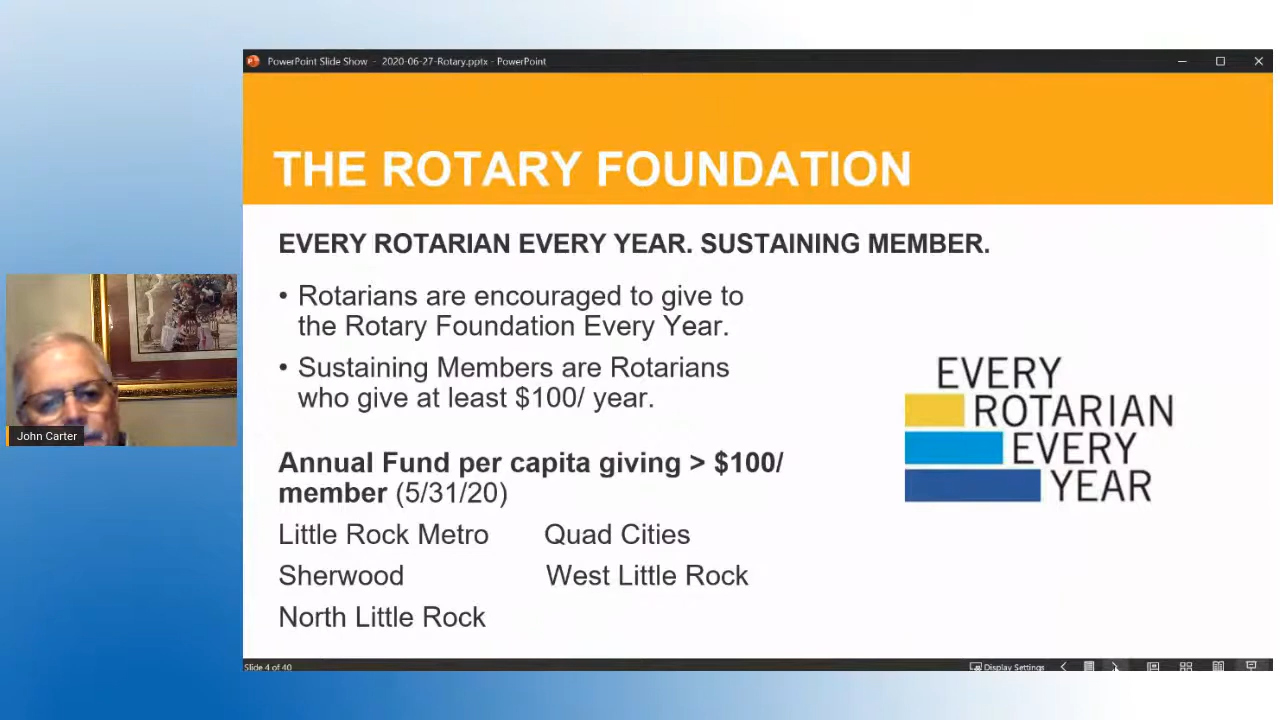 PowerPoint Slide Show - 2020-06-27-Rotary.pptx - PowerPoint
THE ROTARY FOUNDATION
EVERY ROTARIAN EVERY YEAR. SUSTAINING MEMBER.
• Rotarians are encouraged to give to
the Rotary Foundation Every Year.
• Sustaining Members are Rotarians
who give at least $100/ year.
Annual Fund per capita giving > $100/
member (5/31/20)
Little Rock Metro Quad Cities
Sherwood West Little Rock
North Little Rock
EVERY
ROTARIAN
EVERY
YEAR
John Carter
Slide 4 of 40
Display Settings